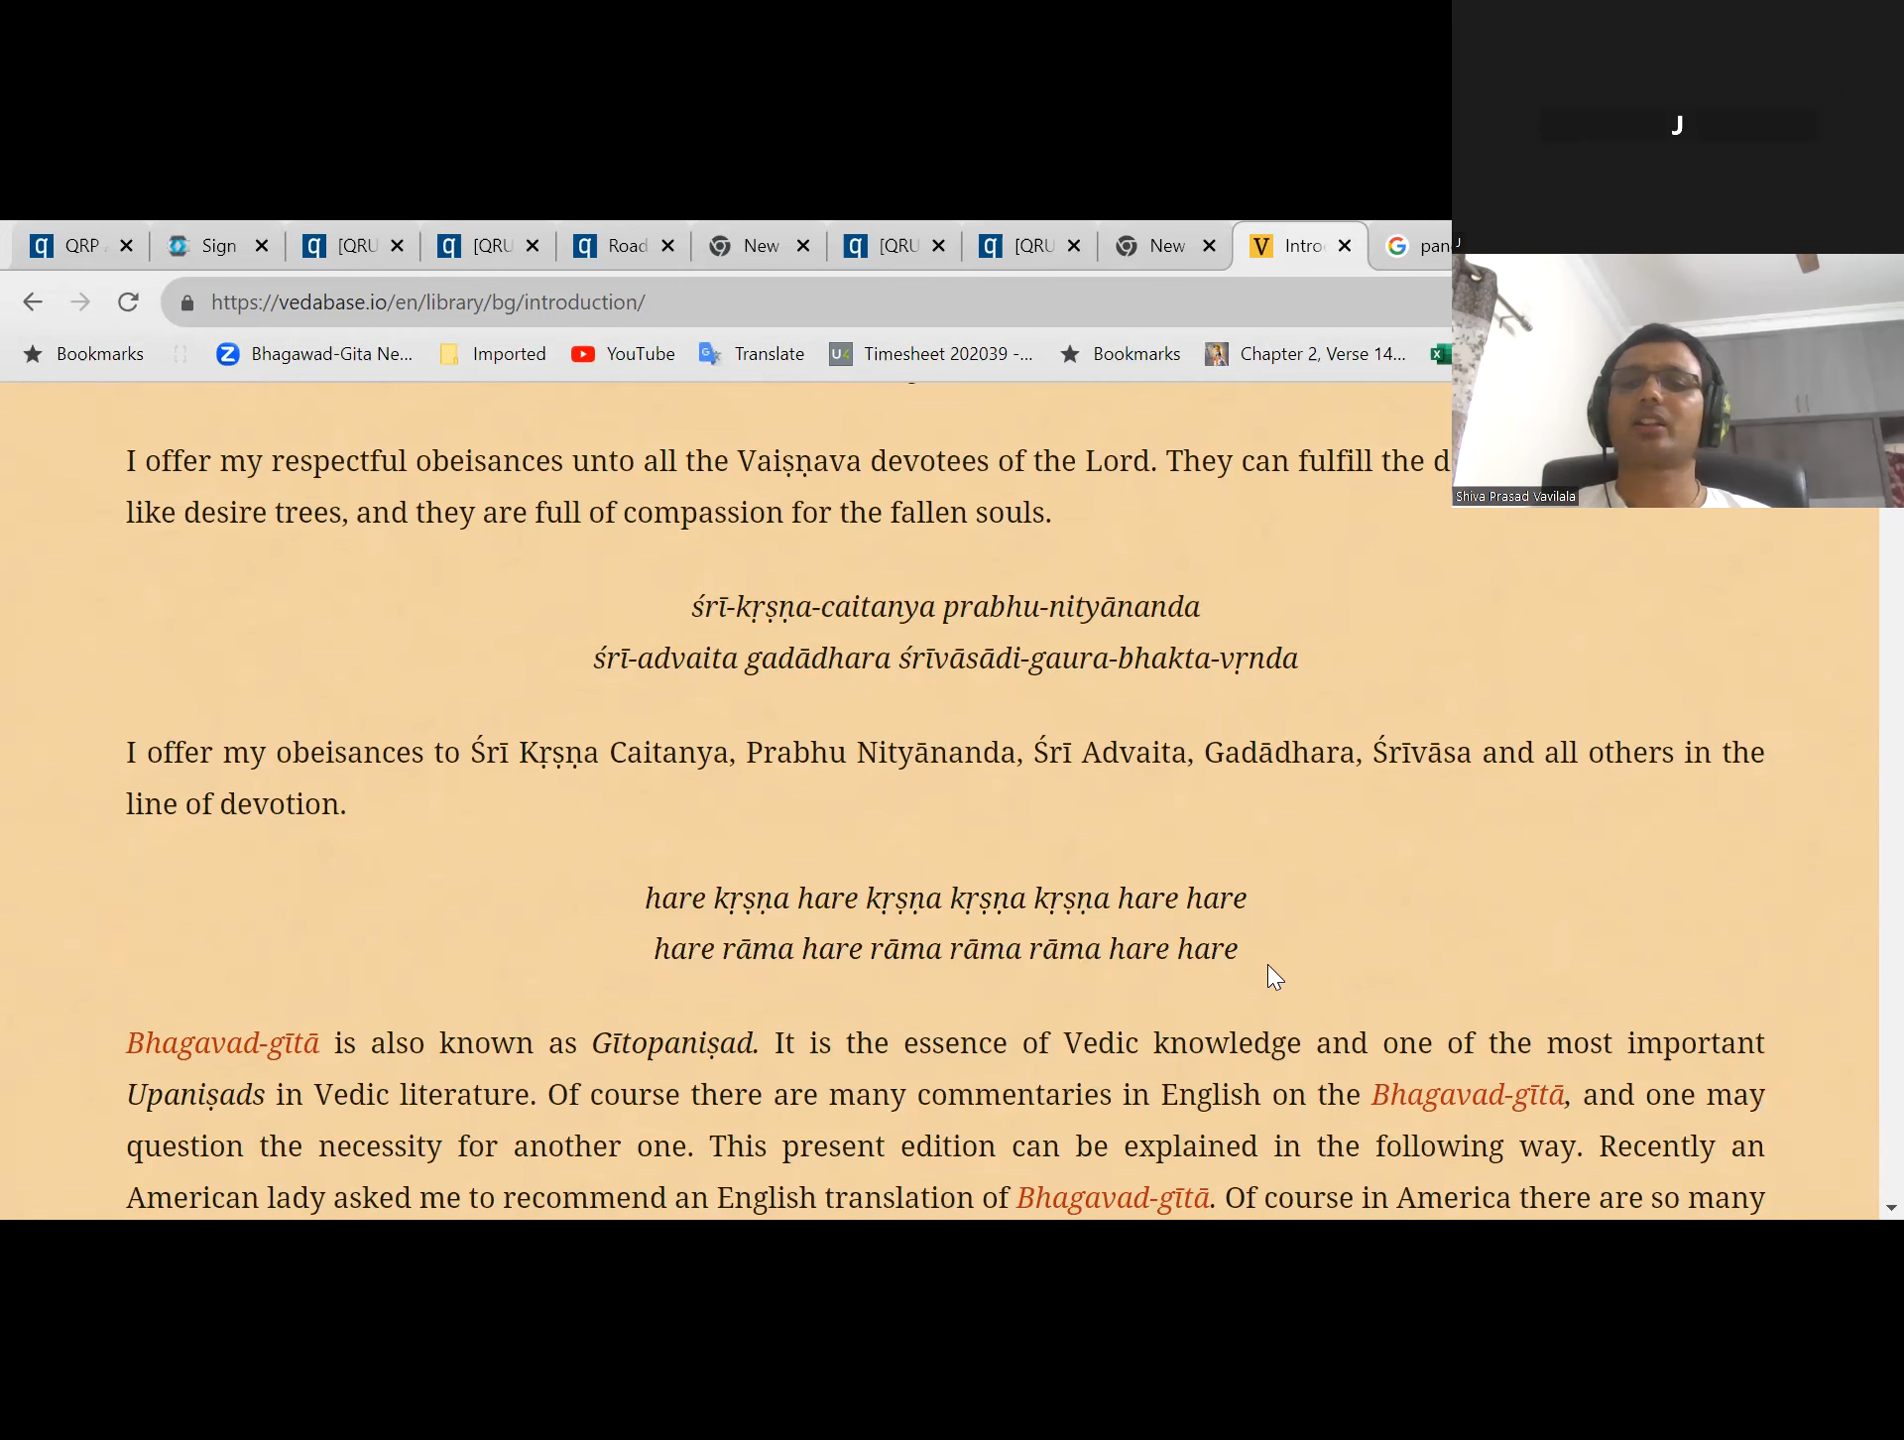 J
J
QRP
Sign
[QRU
[QRU
Road
New
[QRU
[QRU
New
Intro
pan
https://vedabase.io/en/library/bg/introduction/
Bookmarks
Bhagawad-Gita Ne...
Imported
YouTube
Translate
U4 Timesheet 202039 -...
Bookmarks
Chapter 2, Verse 14...
Shiva Prasad Vavilala
I offer my respectful obeisances unto all the Vaiṣṇava devotees of the Lord. They can fulfill the d
like desire trees, and they are full of compassion for the fallen souls.
śrī-kṛṣṇa-caitanya prabhu-nityānanda
śrī-advaita gadādhara śrīvāsādi-gaura-bhakta-vṛnda
I offer my obeisances to Śrī Kṛṣṇa Caitanya, Prabhu Nityānanda, Śrī Advaita, Gadādhara, Śrīvāsa and all others in the
line of devotion.
hare kṛṣṇa hare kṛṣṇa kṛṣṇa kṛṣṇa hare hare
hare rāma hare rāma rāma rāma hare hare
Bhagavad-gītā is also known as Gītopaniṣad. It is the essence of Vedic knowledge and one of the most important
Upaniṣads in Vedic literature. Of course there are many commentaries in English on the Bhagavad-gītā, and one may
question the necessity for another one. This present edition can be explained in the following way. Recently an
American lady asked me to recommend an English translation of Bhagavad-gītā. Of course in America there are so many